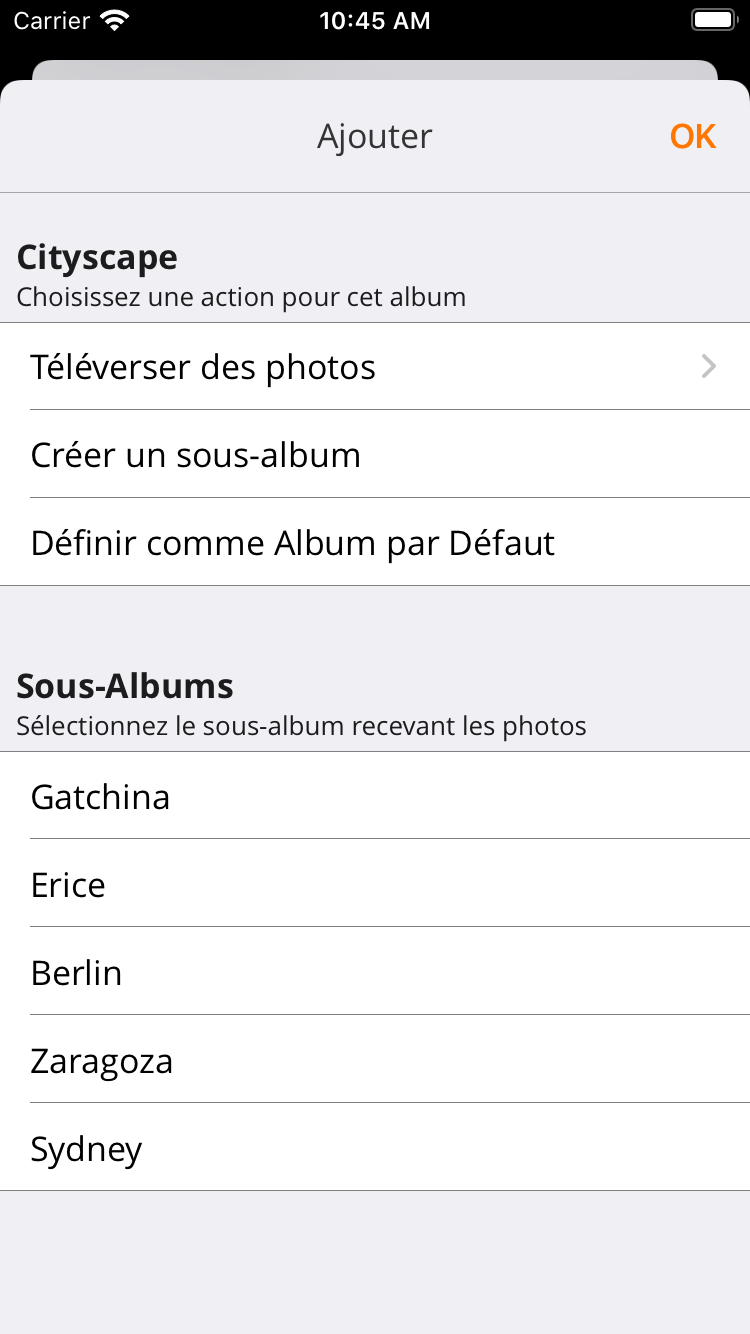 Carrier 10:45 AM
Ajouter OK
Cityscape
Choisissez une action pour cet album
Téléverser des photos
Créer un sous-album
Définir comme Album par Défaut
Sous-Albums
Sélectionnez le sous-album recevant les photos
Gatchina
Erice
Berlin
Zaragoza
Sydney